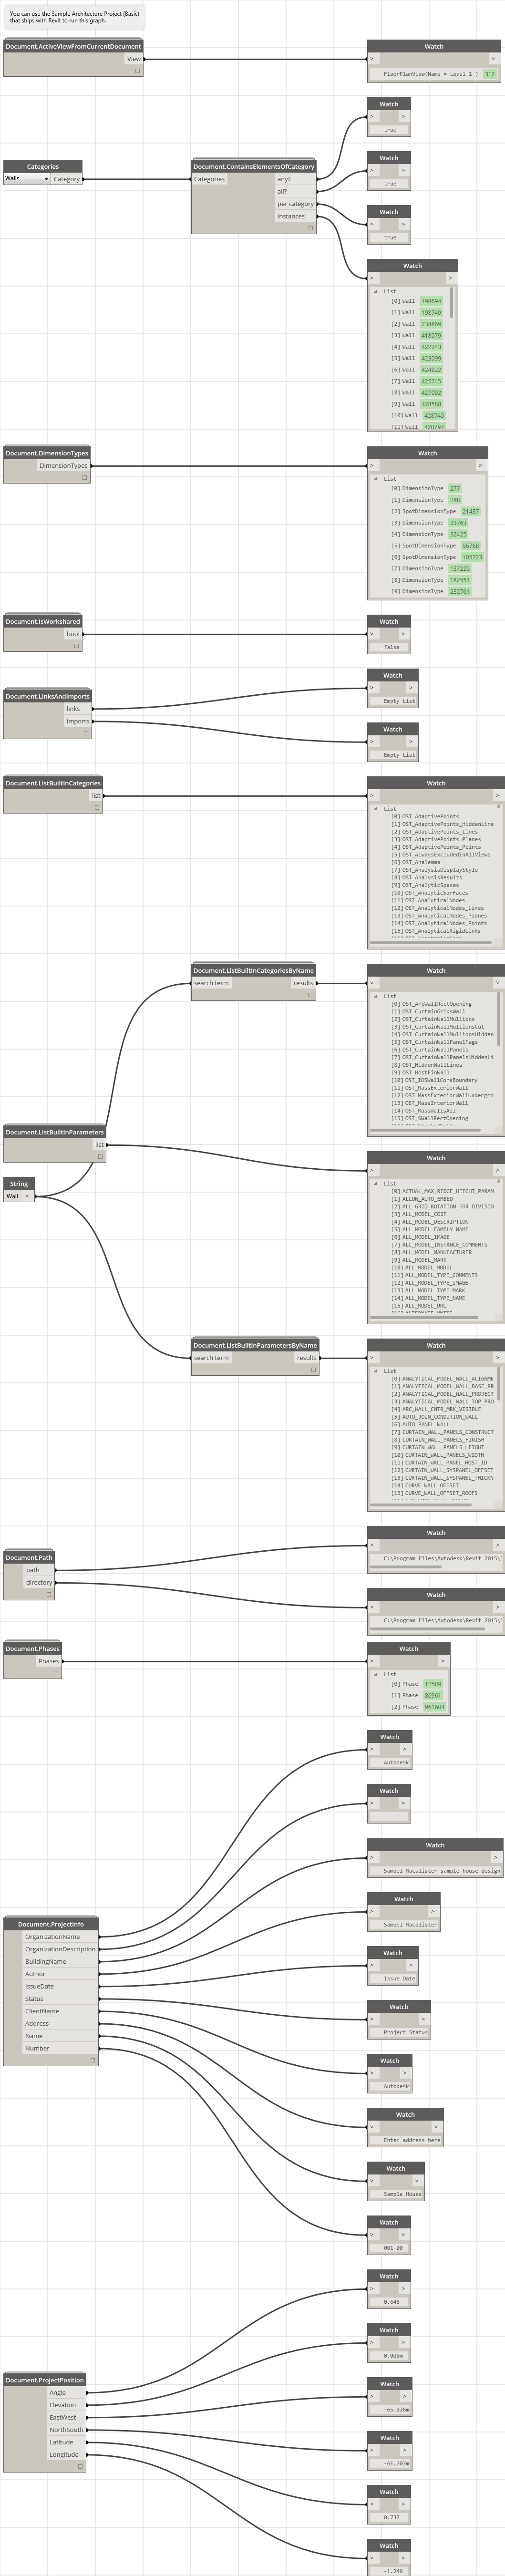 You can use the Sample Architecture Project (Basic)
that ships with Revit to run this graph.
Document.ActiveViewFromCurrentDocument
View
Watch
FloorPlanView(Name = Level 1 ) 312
Categories
Walls Category
Document.ContainsElementsOfCategory
Categories any?
all?
per category
instances
Watch
true
Watch
true
Watch
true
Watch
List
[0] Wall 198694
[1] Wall 198749
[2] Wall 234869
[3] Wall 418079
[4] Wall 422243
[5] Wall 423099
[6] Wall 424922
[7] Wall 425745
[8] Wall 427092
[9] Wall 428588
[10] Wall 428745
[11] Wall 428797
Document.DimensionTypes
DimensionTypes
Watch
List
[0] DimensionType 277
[1] DimensionType 288
[2] SpotDimensionType 21437
[3] DimensionType 23763
[4] DimensionType 32425
[5] SpotDimensionType 56768
[6] SpotDimensionType 105723
[7] DimensionType 137225
[8] DimensionType 182551
[9] DimensionType 232761
Document.IsWorkshared
bool
Watch
false
Document.LinksAndImports
links
imports
Watch
Empty List
Watch
Empty List
Document.ListBuiltInCategories
list
Watch
List
[0] OST_AdaptivePoints
[1] OST_AdaptivePoints_HiddenLine
[2] OST_AdaptivePoints_Lines
[3] OST_AdaptivePoints_Planes
[4] OST_AdaptivePoints_Points
[5] OST_AlwaysExcludedInAllViews
[6] OST_Analemma
[7] OST_AnalysisDisplayStyle
[8] OST_AnalysisResults
[9] OST_AnalyticSpaces
[10] OST_AnalyticSurfaces
[11] OST_AnalyticalNodes
[12] OST_AnalyticalNodes_Lines
[13] OST_AnalyticalNodes_Planes
[14] OST_AnalyticalNodes_Points
[15] OST_AnalyticalRigidLinks
Document.ListBuiltInCategoriesByName
search term results
Watch
List
[0] OST_ArcWallRectOpening
[1] OST_CurtainGridsWall
[2] OST_CurtainWallMullions
[3] OST_CurtainWallMullionsCut
[4] OST_CurtainWallMullionsHidden
[5] OST_CurtainWallPanelTags
[6] OST_CurtainWallPanels
[7] OST_CurtainWallPanelsHiddenLi
[8] OST_HiddenWallLines
[9] OST_HostFinWall
[10] OST_IOSWallCoreBoundary
[11] OST_MassExteriorWall
[12] OST_MassExteriorWallUndergro
[13] OST_MassInteriorWall
[14] OST_MassWallsAll
[15] OST_SWallRectOpening
Document.ListBuiltInParameters
list
String
Wall >
Watch
List
[0] ACTUAL_MAX_RIDGE_HEIGHT_PARAM
[1] ALLOW_AUTO_EMBED
[2] ALL_GRID_ROTATION_FOR_DIVISIO
[3] ALL_MODEL_COST
[4] ALL_MODEL_DESCRIPTION
[5] ALL_MODEL_FAMILY_NAME
[6] ALL_MODEL_IMAGE
[7] ALL_MODEL_INSTANCE_COMMENTS
[8] ALL_MODEL_MANUFACTURER
[9] ALL_MODEL_MARK
[10] ALL_MODEL_MODEL
[11] ALL_MODEL_TYPE_COMMENTS
[12] ALL_MODEL_TYPE_IMAGE
[13] ALL_MODEL_TYPE_MARK
[14] ALL_MODEL_TYPE_NAME
[15] ALL_MODEL_URL
Document.ListBuiltInParametersByName
search term results
Watch
List
[0] ANALYTICAL_MODEL_WALL_ALIGNME
[1] ANALYTICAL_MODEL_WALL_BASE_PR
[2] ANALYTICAL_MODEL_WALL_PROJECT
[3] ANALYTICAL_MODEL_WALL_TOP_PRO
[4] ARC_WALL_CNTR_MRK_VISIBLE
[5] AUTO_JOIN_CONDITION_WALL
[6] AUTO_PANEL_WALL
[7] CURTAIN_WALL_PANELS_CONSTRUCT
[8] CURTAIN_WALL_PANELS_FINISH
[9] CURTAIN_WALL_PANELS_HEIGHT
[10] CURTAIN_WALL_PANELS_WIDTH
[11] CURTAIN_WALL_PANEL_HOST_ID
[12] CURTAIN_WALL_SYSPANEL_OFFSET
[13] CURTAIN_WALL_SYSPANEL_THICKN
[14] CURVE_WALL_OFFSET
[15] CURVE_WALL_OFFSET_ROOFS
Document.Path
path
directory
Watch
C:\Program Files\Autodesk\Revit 2015\S
Watch
C:\Program Files\Autodesk\Revit 2015\S
Document.Phases
Phases
Watch
List
[0] Phase 12589
[1] Phase 86961
[2] Phase 961604
Document.ProjectInfo
OrganizationName
OrganizationDescription
BuildingName
Author
IssueDate
Status
ClientName
Address
Name
Number
Watch
Autodesk
Watch
Watch
Samuel Macalister sample house design
Watch
Samuel Macalister
Watch
Issue Date
Watch
Project Status
Watch
Autodesk
Watch
Enter address here
Watch
Sample House
Watch
001-00
Document.ProjectPosition
Angle
Elevation
EastWest
NorthSouth
Latitude
Longitude
Watch
0.646
Watch
0.000m
Watch
-65.038m
Watch
-61.707m
Watch
0.737
Watch
-1.240